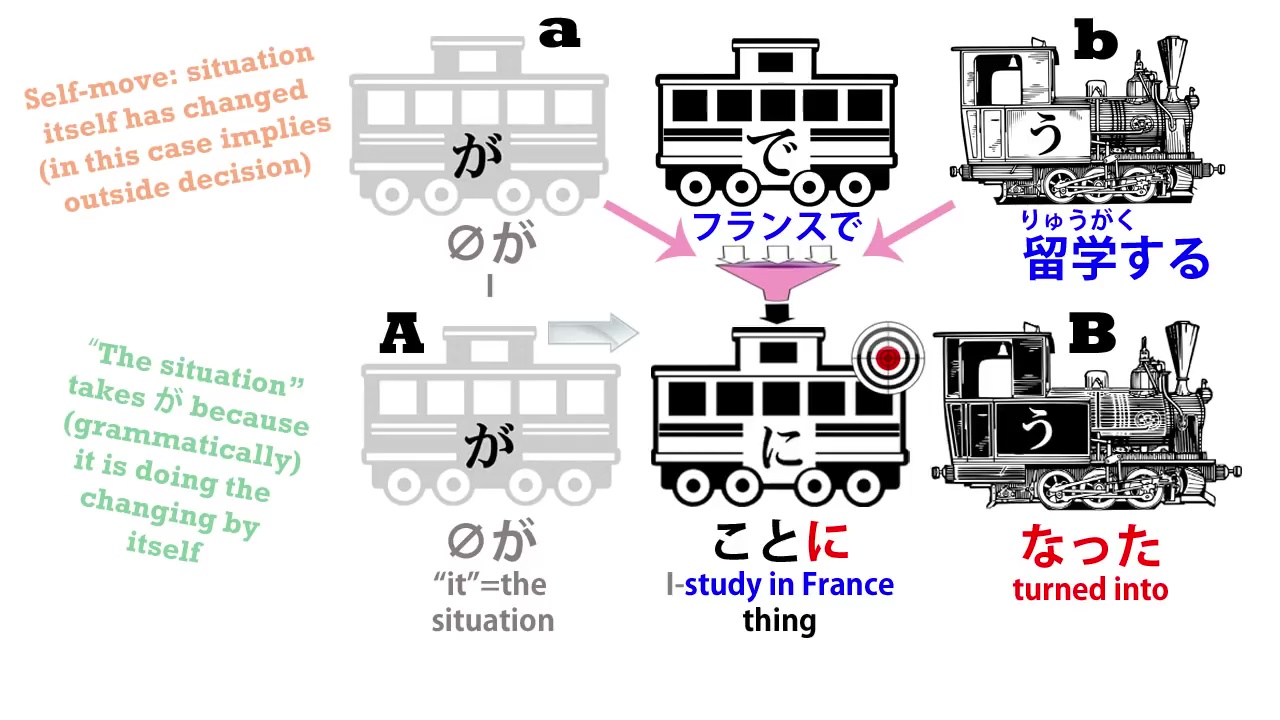 Self-move: situation
itself has changed
(in this case implies
outside decision)
a
が
∅が
I
で
フランスで
b
う
りゅうがく
留学する
“The situation”
takes が because
(grammatically)
it is doing the
changing by
itself
A
が
∅が
“it”=the
situation
に
ことに
I-study in France
thing
B
う
なった
turned into